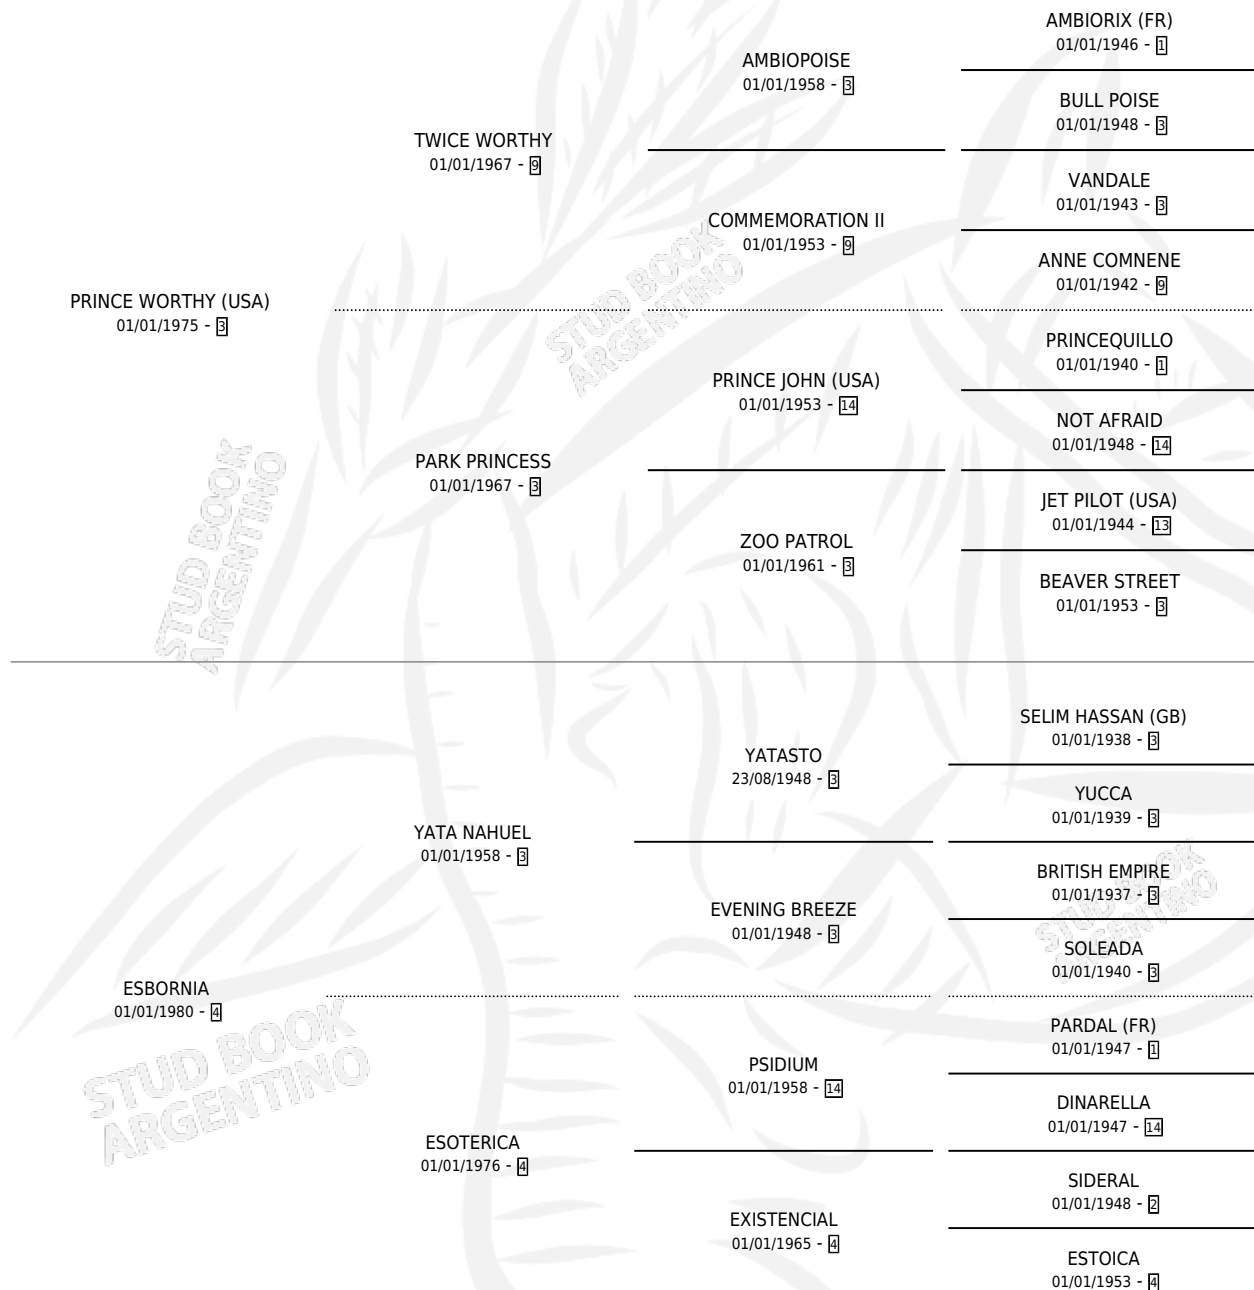 PRINCE WORTHY (USA)
01/01/1975 - 3
TWICE WORTHY
01/01/1967 - 9
PARK PRINCESS
01/01/1967 - 3
AMBIOPOISE
01/01/1958 - 3
COMMEMORATION II
01/01/1953 - 9
PRINCE JOHN (USA)
01/01/1953 - 14
ZOO PATROL
01/01/1961 - 3
AMBIORIX (FR)
01/01/1946 - 1
BULL POISE
01/01/1948 - 3
VANDALE
01/01/1943 - 3
ANNE COMNENE
01/01/1942 - 9
PRINCEQUILLO
01/01/1940 - 1
NOT AFRAID
01/01/1948 - 14
JET PILOT (USA)
01/01/1944 - 13
BEAVER STREET
01/01/1953 - 3
ESBORNIA
01/01/1980 - 4
YATA NAHUEL
01/01/1958 - 3
ESOTERICA
01/01/1976 - 4
YATASTO
23/08/1948 - 3
EVENING BREEZE
01/01/1948 - 3
PSIDIUM
01/01/1958 - 14
EXISTENCIAL
01/01/1965 - 4
SELIM HASSAN (GB)
01/01/1938 - 3
YUCCA
01/01/1939 - 3
BRITISH EMPIRE
01/01/1937 - 3
SOLEADA
01/01/1940 - 3
PARDAL (FR)
01/01/1947 - 1
DINARELLA
01/01/1947 - 14
SIDERAL
01/01/1948 - 2
ESTOICA
01/01/1953 - 4
STUD BOOK
ARGENTINO
STUD BOOK
ARGENTINO
STUD BOOK
ARGENTINO
STUD BOOK
ARGENTINO